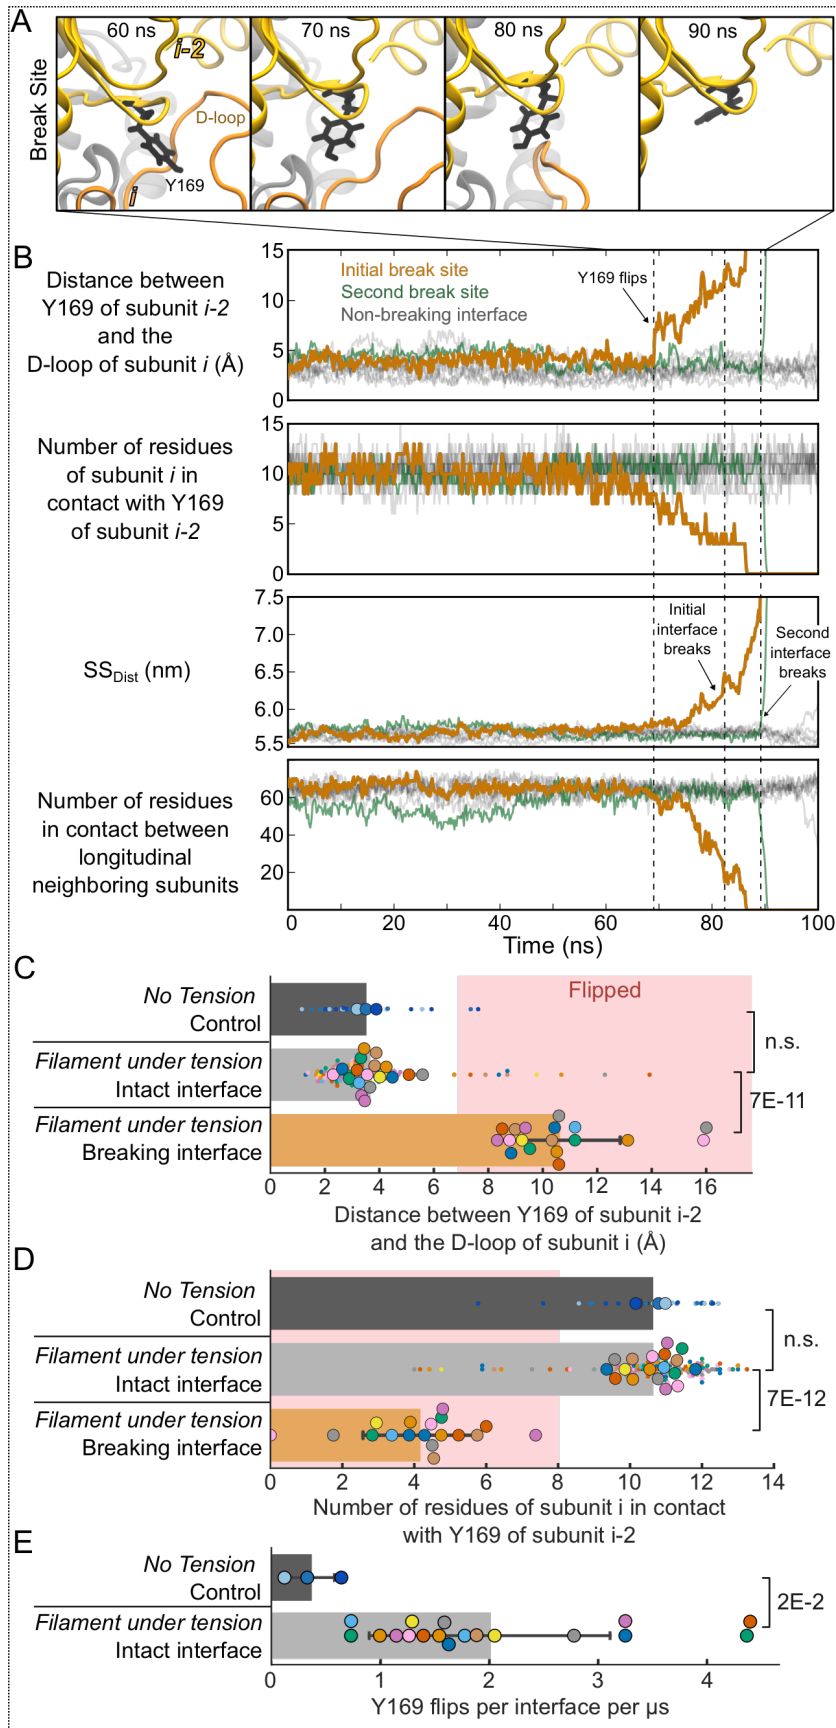 A
60 ns
70 ns
80 ns
90 ns
i-2
Break Site
D-loop
Y169
i
B
Distance between
Y169 of subunit i-2
and the
D-loop of subunit i (Å)
15
10
5
0
Initial break site
Second break site
Non-breaking interface
Y169 flips
Number of residues
of subunit i in
contact with Y169
of subunit i-2
15
10
5
0
SSDist (nm)
7.5
7.0
6.5
6.0
5.5
Initial
interface
breaks
Second
interface
breaks
Number of residues
in contact between
longitudinal
neighboring subunits
60
40
20
0 20 40 60 80 100
Time (ns)
C
No Tension
Control
Filament under tension
Intact interface
Filament under tension
Breaking interface
Flipped
n.s.
7E-11
0 2 4 6 8 10 12 14 16
Distance between Y169 of subunit i-2
and the D-loop of subunit i (Å)
D
No Tension
Control
Filament under tension
Intact interface
Filament under tension
Breaking interface
n.s.
7E-12
0 2 4 6 8 10 12 14
Number of residues of subunit i in contact
with Y169 of subunit i-2
E
No Tension
Control
Filament under tension
Intact interface
2E-2
0 1 2 3 4
Y169 flips per interface per µs